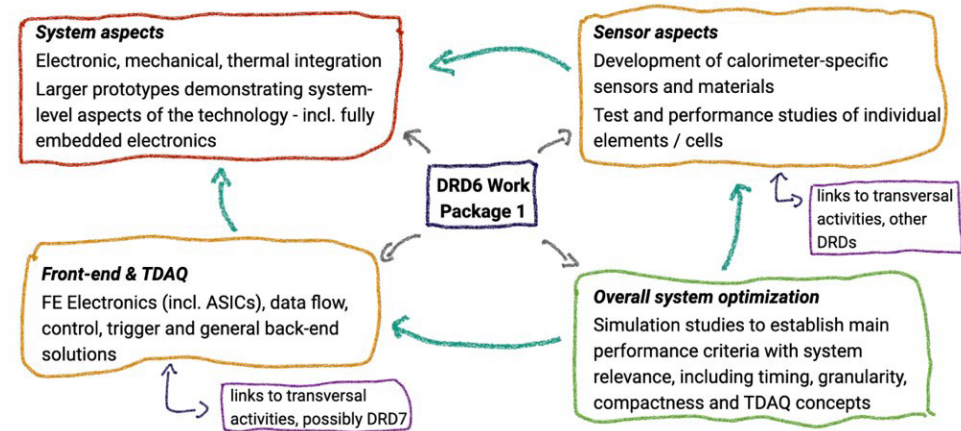 System aspects
Electronic, mechanical, thermal integration
Larger prototypes demonstrating system-
level aspects of the technology - incl. fully
embedded electronics
Sensor aspects
Development of calorimeter-specific
sensors and materials
Test and performance studies of individual
elements / cells
links to transversal
activities, other
DRDs
DRD6 Work
Package 1
Front-end & TDAQ
FE Electronics (incl. ASICs), data flow,
control, trigger and general back-end
solutions
links to transversal
activities, possibly DRD7
Overall system optimization
Simulation studies to establish main
performance criteria with system
relevance, including timing, granularity,
compactness and TDAQ concepts